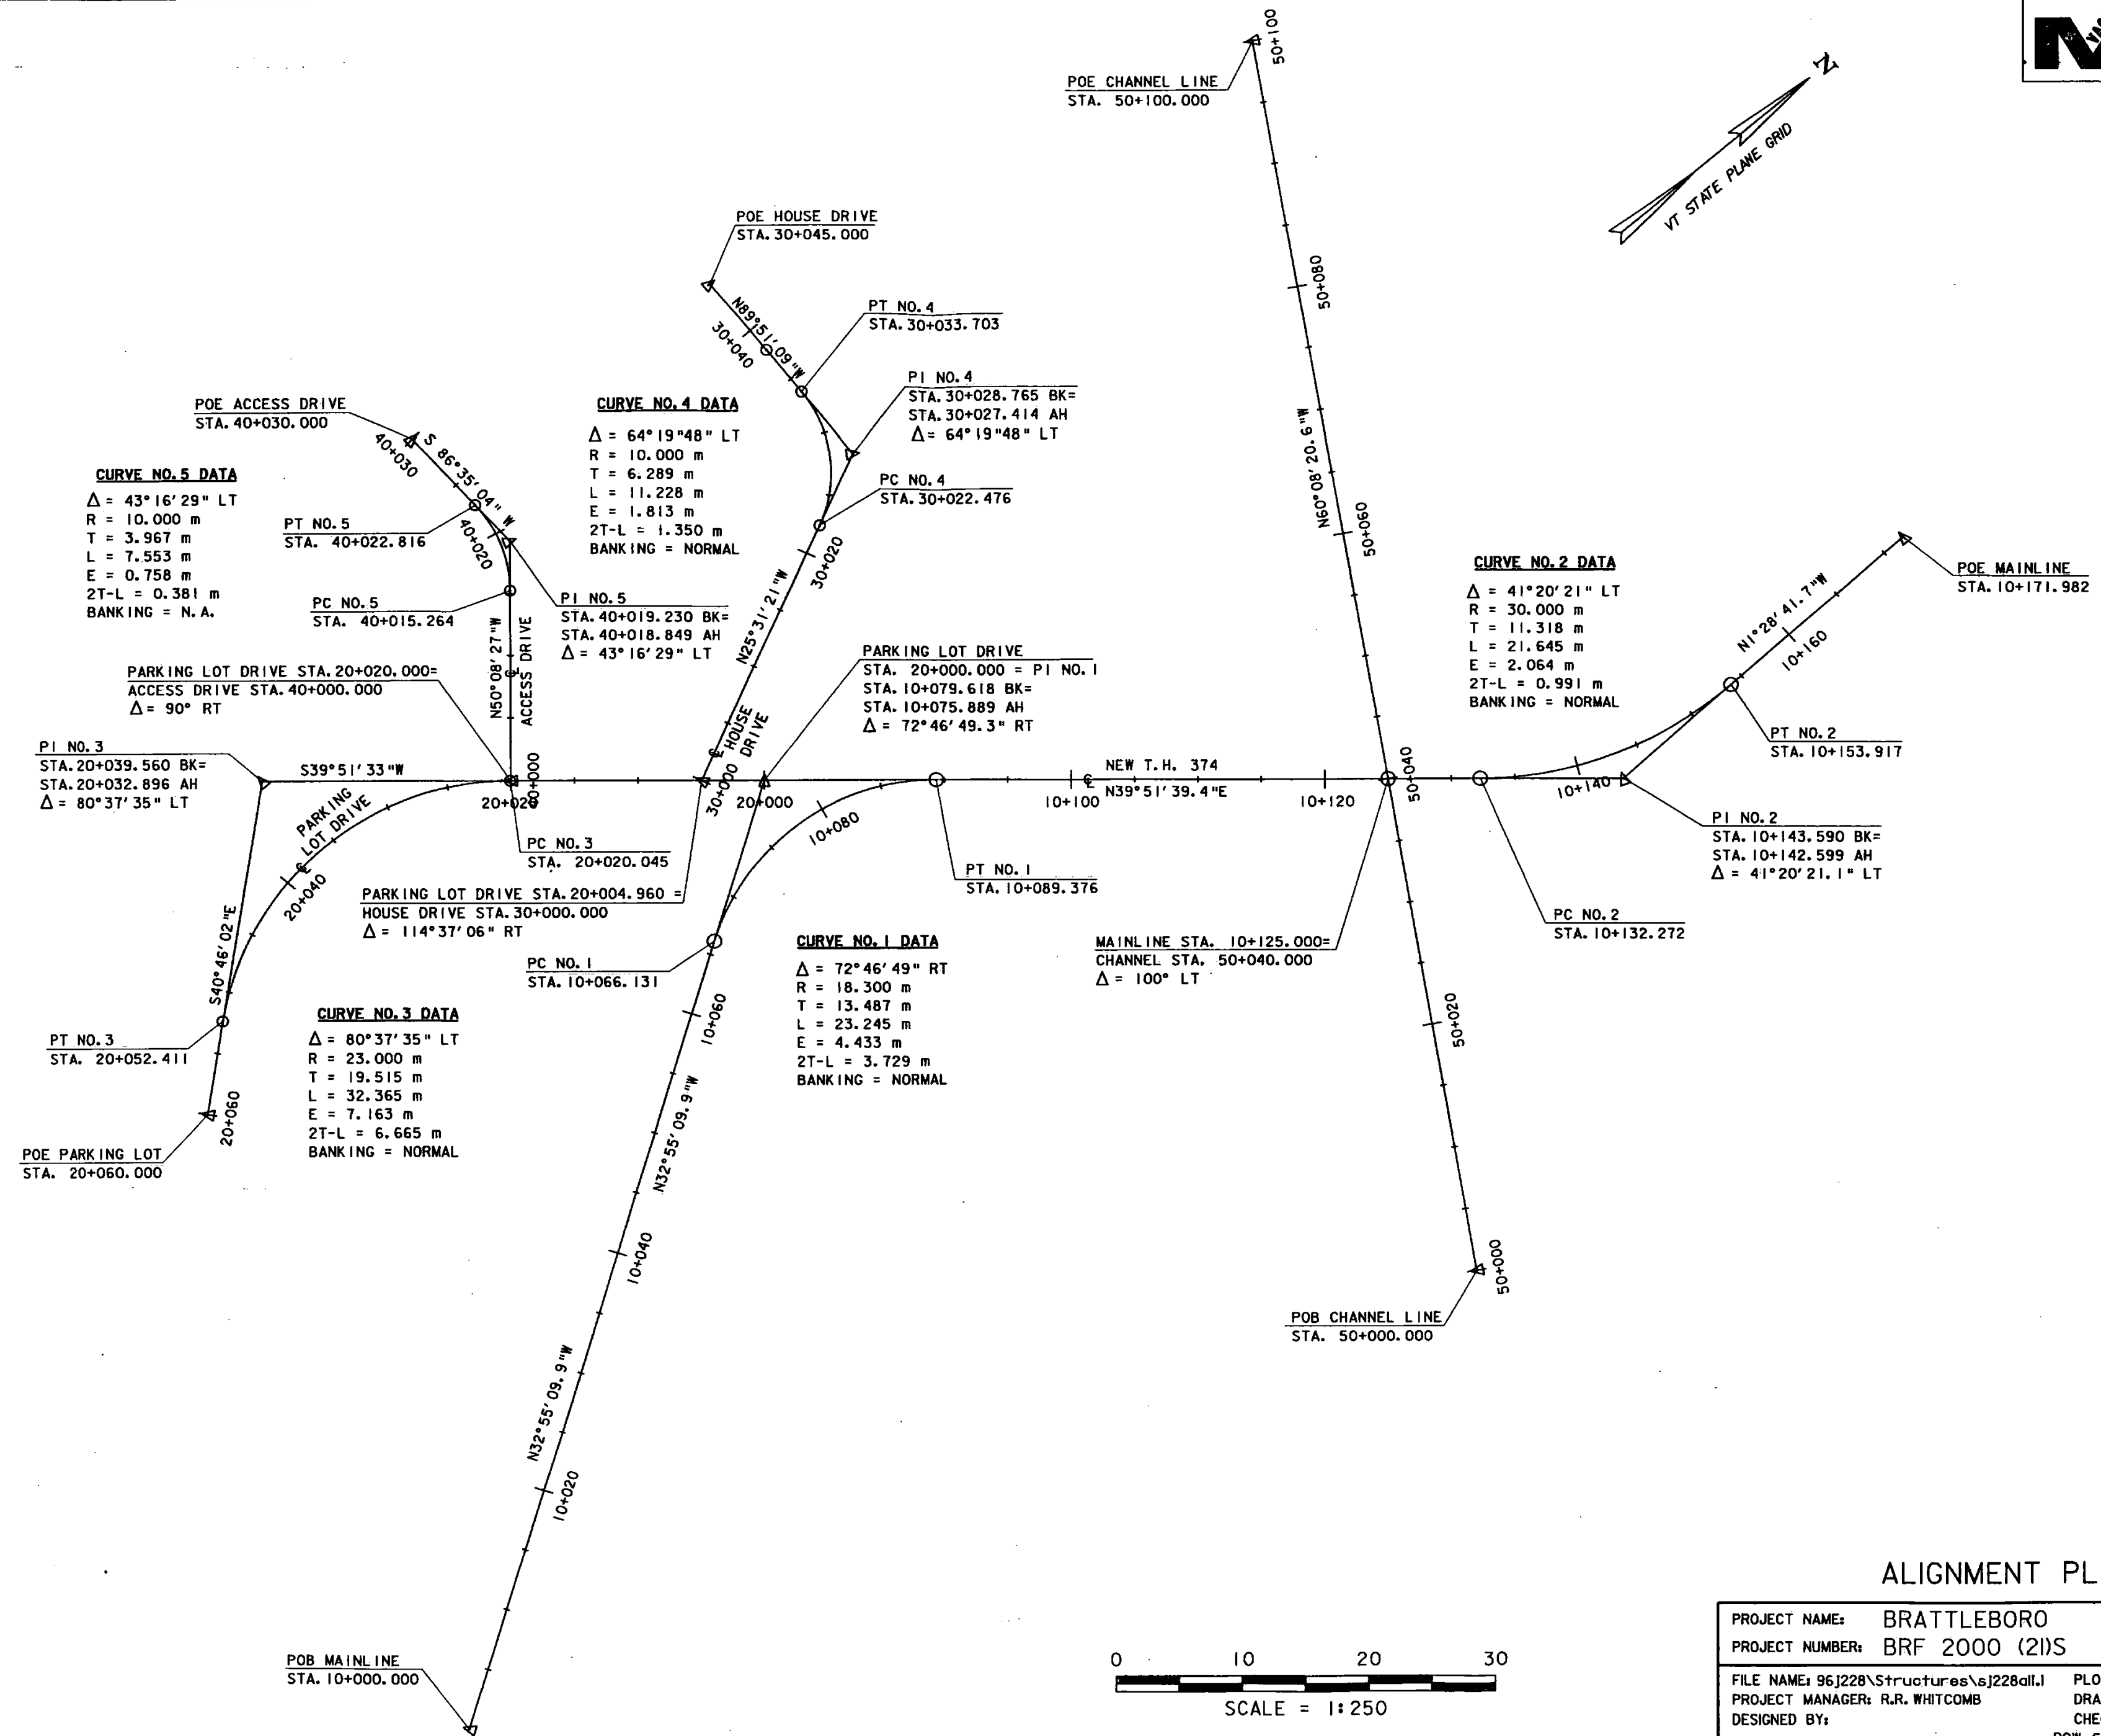 50+100
POE CHANNEL LINE
STA. 50+100.000
N
VT STATE PLANE GRID
POE HOUSE DRIVE
STA. 30+045.000
N89°51'09"W
30+040
PT NO. 4
STA. 30+033.703
50+080
PI NO. 4
STA. 30+028.765 BK=
STA. 30+027.414 AH
Δ= 64°19"48" LT
POE ACCESS DRIVE
STA. 40+030.000
40+030
S 86°35'04" W
CURVE NO. 4 DATA
Δ = 64°19"48" LT
R = 10.000 m
T = 6.289 m
L = 11.228 m
E = 1.813 m
2T-L = 1.350 m
BANKING = NORMAL
PC NO. 4
STA. 30+022.476
N60°08'20.6"W
CURVE NO. 5 DATA
Δ = 43°16'29" LT
R = 10.000 m
T = 3.967 m
L = 7.553 m
E = 0.758 m
2T-L = 0.381 m
BANKING = N.A.
PT NO. 5
STA. 40+022.816
40+020
30+020
50+060
CURVE NO. 2 DATA
Δ = 41°20'21" LT
R = 30.000 m
T = 11.318 m
L = 21.645 m
E = 2.064 m
2T-L = 0.991 m
BANKING = NORMAL
POE MAINLINE
STA. 10+171.982
PC NO. 5
STA. 40+015.264
PI NO. 5
STA. 40+019.230 BK=
STA. 40+018.849 AH
Δ = 43°16'29" LT
N25°31'21"W
N1°28'41.7"W
10+160
N50°08'27"W
ACCESS DRIVE
PARKING LOT DRIVE STA. 20+020.000=
ACCESS DRIVE STA. 40+000.000
Δ= 90° RT
PARKING LOT DRIVE
STA. 20+000.000 = PI NO. 1
STA. 10+079.618 BK=
STA. 10+075.889 AH
Δ = 72°46'49.3" RT
HOUSE DRIVE
PT NO. 2
STA. 10+153.917
PI NO. 3
STA. 20+039.560 BK=
STA. 20+032.896 AH
Δ = 80°37'35" LT
S39°51'33"W
40+000
20+020
30+000
20+000
NEW T.H. 374
10+100
N39°51'39.4"E
10+120
50+040
10+140
PARKING
LOT DRIVE
10+080
PC NO. 3
STA. 20+020.045
PI NO. 2
STA. 10+143.590 BK=
STA. 10+142.599 AH
Δ = 41°20'21.1" LT
20+040
PARKING LOT DRIVE STA. 20+004.960 =
HOUSE DRIVE STA. 30+000.000
Δ = 114°37'06" RT
PT NO. 1
STA. 10+089.376
PC NO. 2
STA. 10+132.272
S40°46'02"E
PC NO. 1
STA. 10+066.131
CURVE NO. 1 DATA
Δ = 72°46'49" RT
R = 18.300 m
T = 13.487 m
L = 23.245 m
E = 4.433 m
2T-L = 3.729 m
BANKING = NORMAL
MAINLINE STA. 10+125.000=
CHANNEL STA. 50+040.000
Δ = 100° LT
10+060
PT NO. 3
STA. 20+052.411
CURVE NO. 3 DATA
Δ = 80°37'35" LT
R = 23.000 m
T = 19.515 m
L = 32.365 m
E = 7.163 m
2T-L = 6.665 m
BANKING = NORMAL
50+020
20+060
POE PARKING LOT
STA. 20+060.000
N32°55'09.9"W
10+040
50+000
POB CHANNEL LINE
STA. 50+000.000
N32°55'09.9"W
10+020
POB MAINLINE
STA. 10+000.000
0 10 20 30
SCALE = 1:250
ALIGNMENT PL
PROJECT NAME: BRATTLEBORO
PROJECT NUMBER: BRF 2000 (21)S
FILE NAME: 96j228\Structures\sj228ali.i PLO
PROJECT MANAGER: R.R. WHITCOMB DRA
DESIGNED BY: CHE